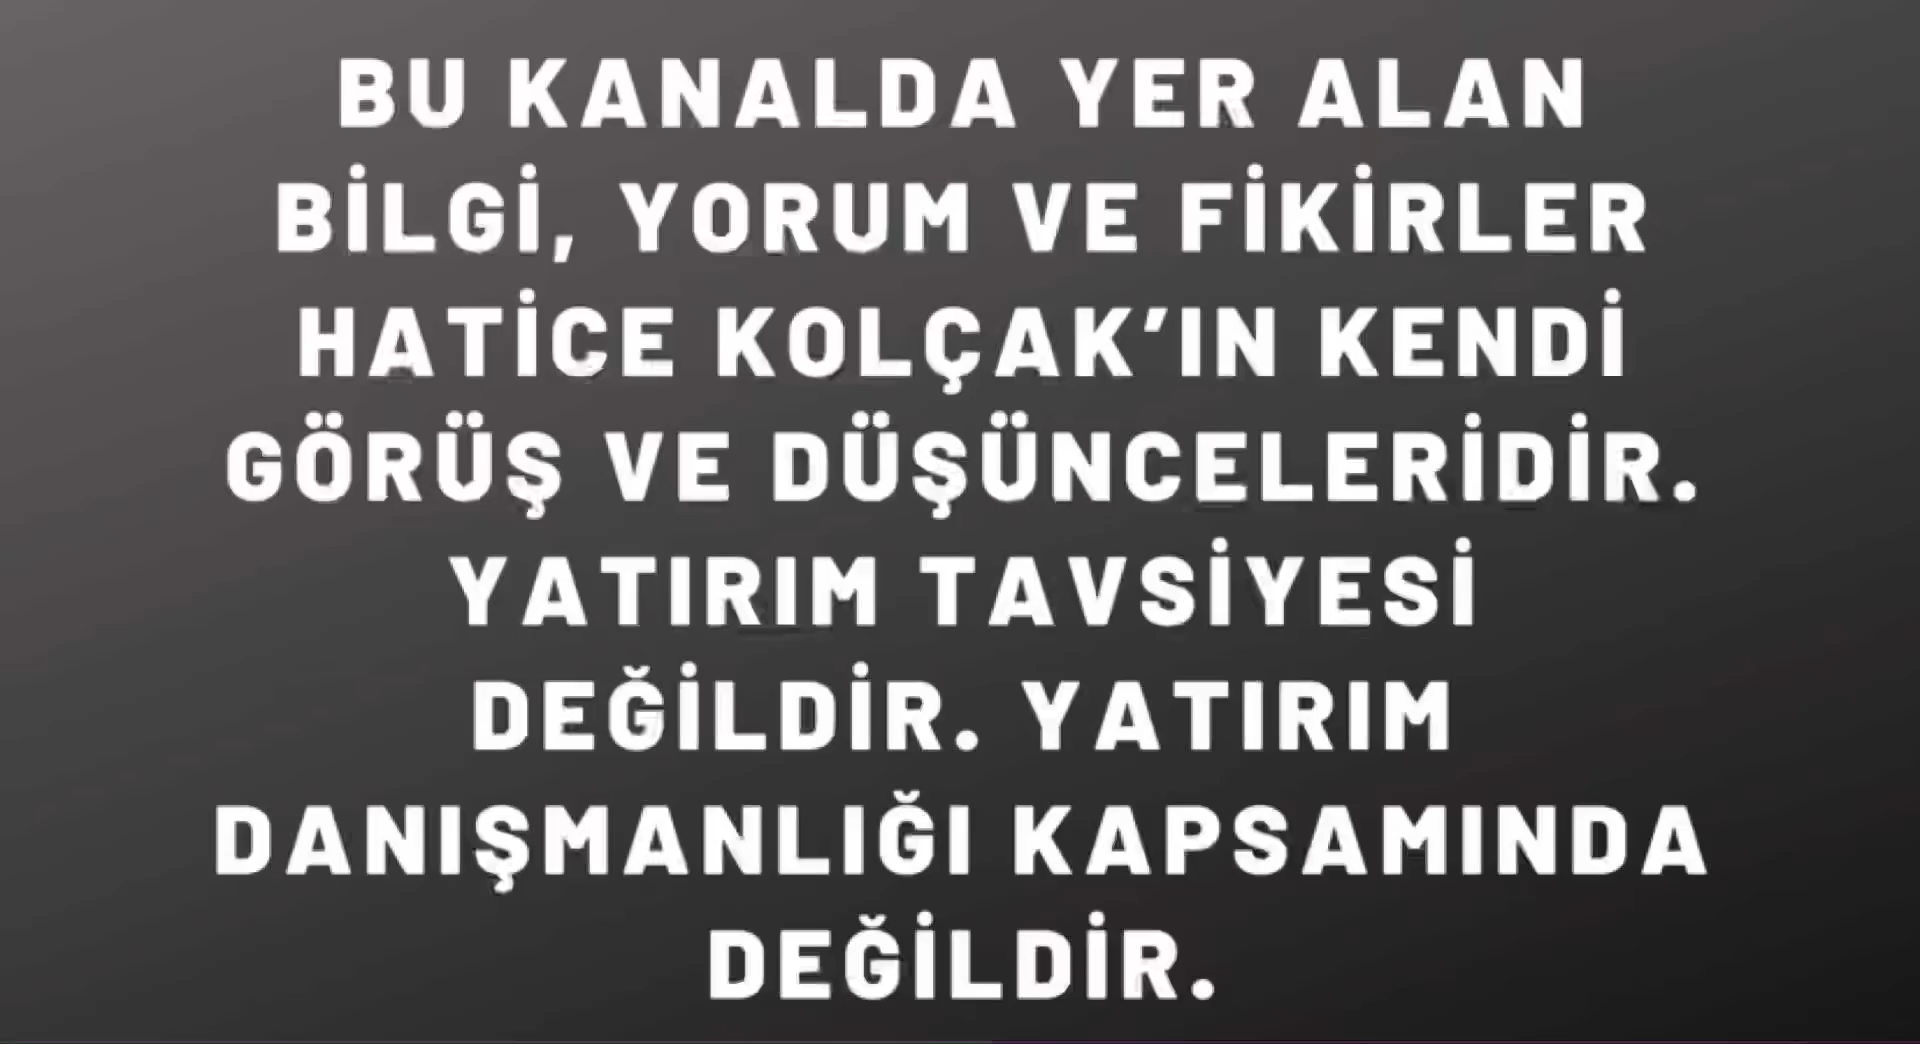 BU KANALDA YER ALAN
BİLGİ, YORUM VE FİKİRLER
HATİCE KOLÇAK’IN KENDİ
GÖRÜŞ VE DÜŞÜNCELERİDİR.
YATIRIM TAVSİYESİ
DEĞİLDİR. YATIRIM
DANIŞMANLIĞI KAPSAMINDA
DEĞİLDİR.